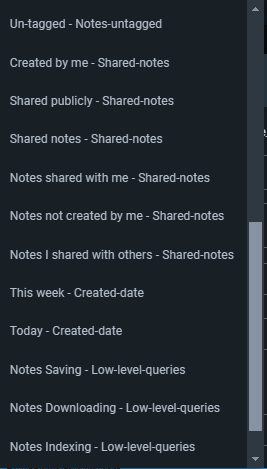 Un-tagged - Notes-untagged
Created by me - Shared-notes
Shared publicly - Shared-notes
Shared notes - Shared-notes
Notes shared with me - Shared-notes
Notes not created by me - Shared-notes
Notes I shared with others - Shared-notes
This week - Created-date
Today - Created-date
Notes Saving - Low-level-queries
Notes Downloading - Low-level-queries
Notes Indexing - Low-level-queries